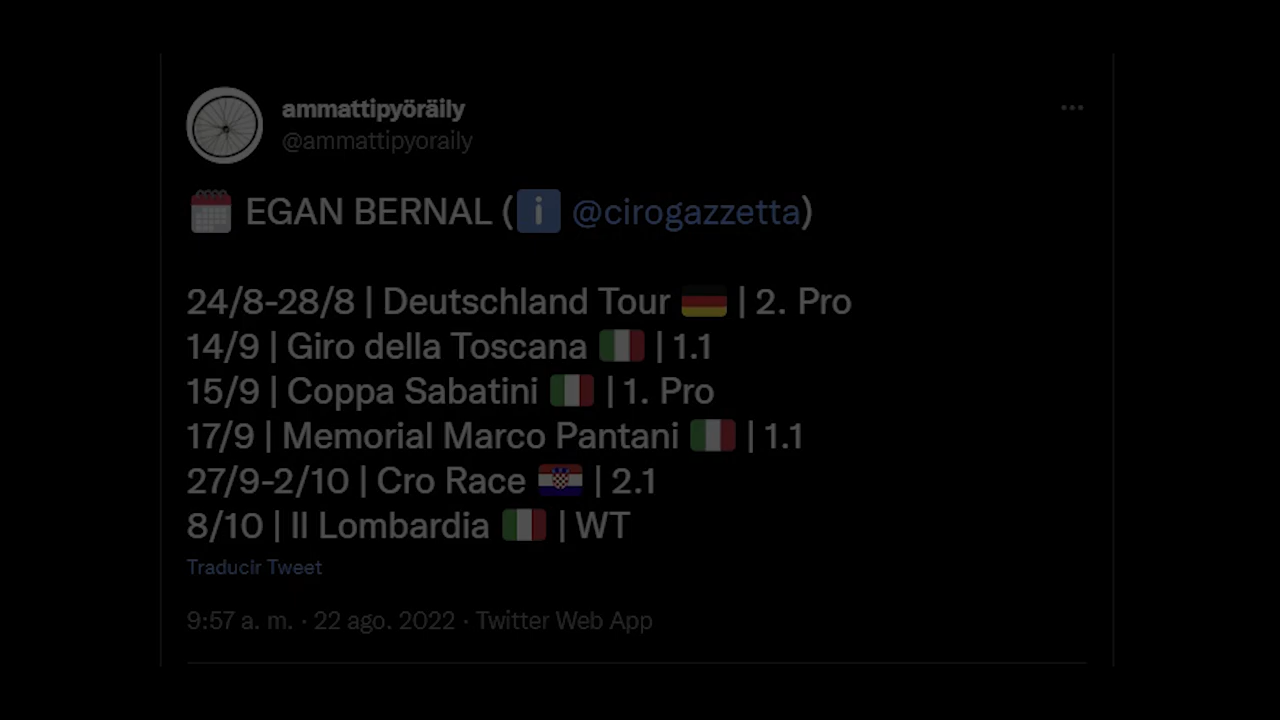 ammattipyöräily
@ammattipyoraily
EGAN BERNAL (ℹ️ @cirogazzetta)
24/8-28/8 | Deutschland Tour 🇩🇪 | 2. Pro
14/9 | Giro della Toscana 🇮🇹 | 1.1
15/9 | Coppa Sabatini 🇮🇹 | 1. Pro
17/9 | Memorial Marco Pantani 🇮🇹 | 1.1
27/9-2/10 | Cro Race 🇭🇷 | 2.1
8/10 | Il Lombardia 🇮🇹 | WT
Traducir Tweet
9:57 a. m. · 22 ago. 2022 · Twitter Web App